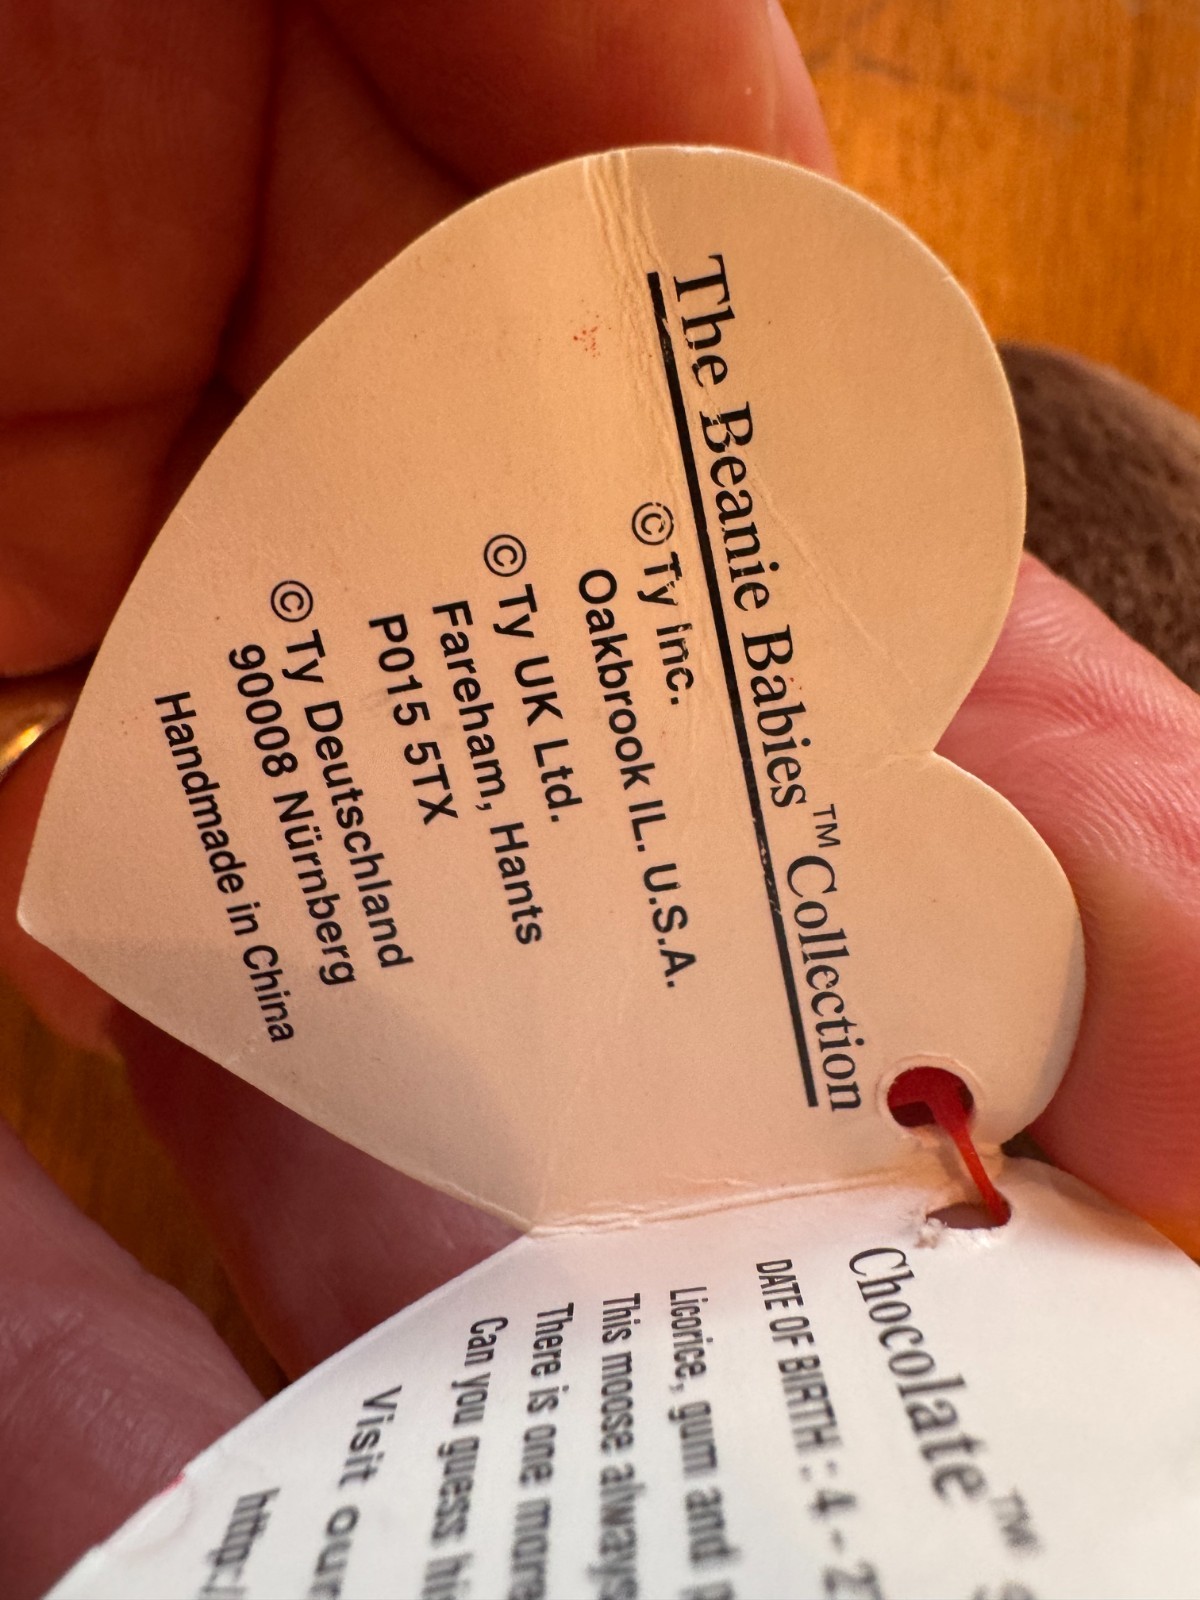 The Beanie Babies™ Collection
© Ty Inc.
Oakbrook IL. U.S.A.
© Ty UK Ltd.
Fareham, Hants
P015 5TX
© Ty Deutschland
90008 Nürnberg
Handmade in China
Chocolate™
DATE OF BIRTH : 4 -
Licorice, gum and
This moose always
There is one more
Can you guess
Visit our
http:/